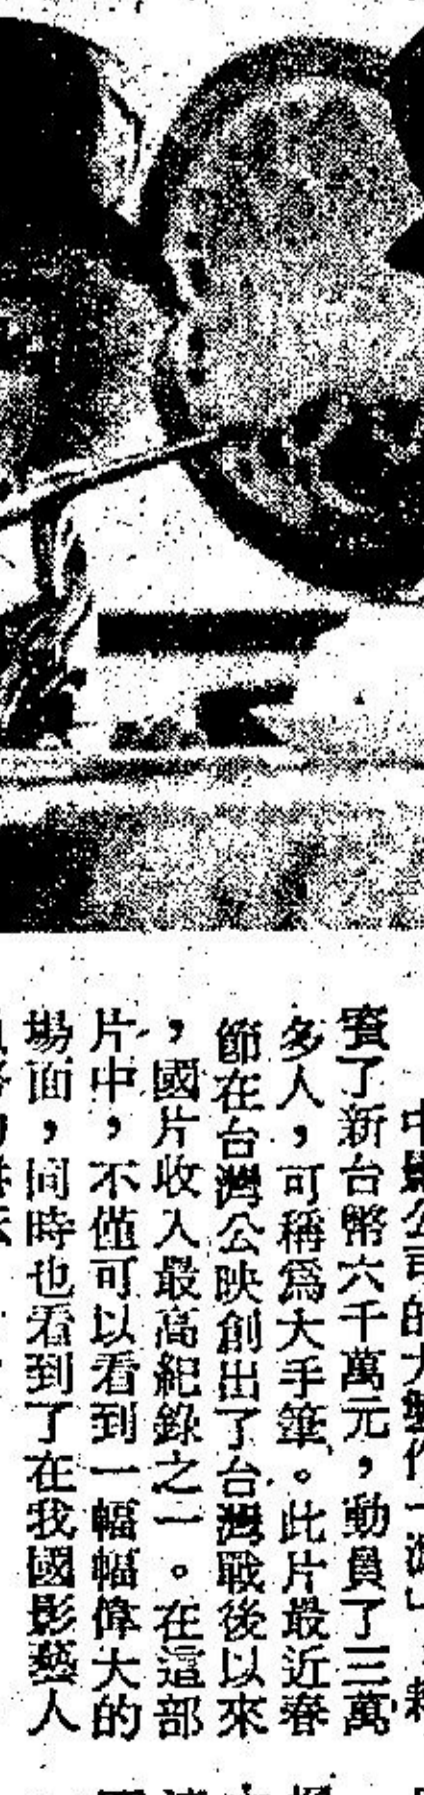 中影公司的大製作「源」，耗
資了新台幣六千萬元，動員了三萬
多人，可稱爲大手筆。此片最近春
節在台灣公映創出了台灣戰後以來
，國片收入最高紀錄之一。在這部
片中，不僅可以看到一幅幅偉大的
場面，同時也看到了在我國影藝人